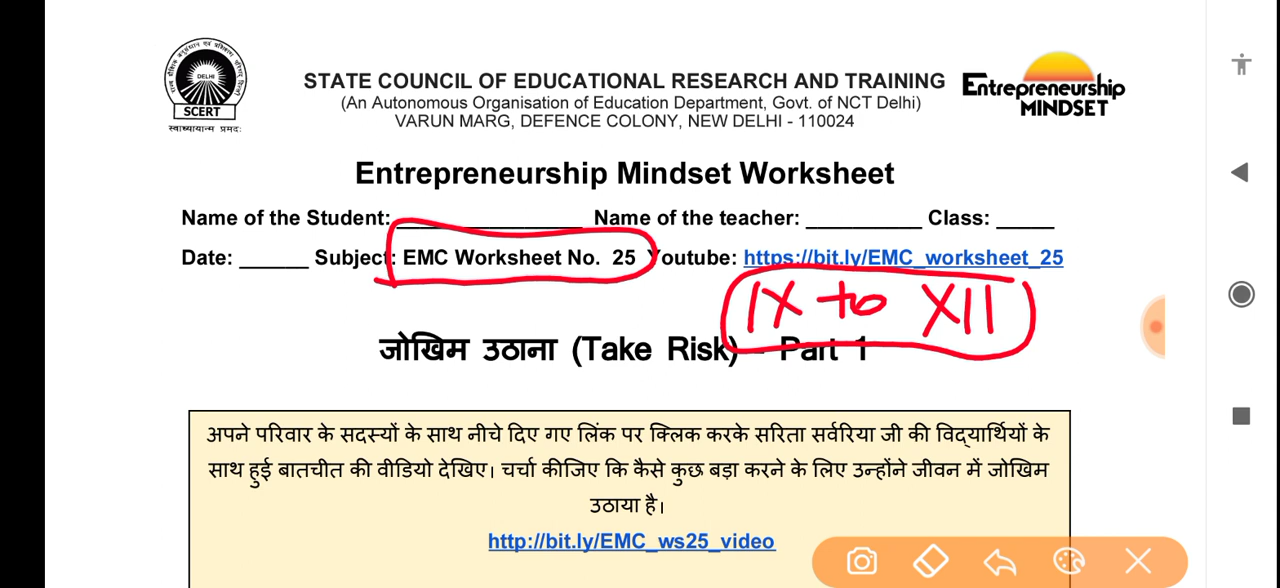 STATE COUNCIL OF EDUCATIONAL RESEARCH AND TRAINING
(An Autonomous Organisation of Education Department, Govt. of NCT Delhi)
VARUN MARG, DEFENCE COLONY, NEW DELHI - 110024
DELHI
SCERT
Entrepreneurship
MINDSET
Entrepreneurship Mindset Worksheet
Name of the Student: ________________ Name of the teacher: __________ Class: _____
Date: ______ Subject: EMC Worksheet No. 25 Youtube: https://bit.ly/EMC_worksheet_25
IX to XII
जोखिम उठाना (Take Risk) - Part 1
अपने परिवार के सदस्यों के साथ नीचे दिए गए लिंक पर क्लिक करके सरिता सर्वरिया जी की विद्यार्थियों के
साथ हुई बातचीत की वीडियो देखिए। चर्चा कीजिए कि कैसे कुछ बड़ा करने के लिए उन्होंने जीवन में जोखिम
उठाया है।
http://bit.ly/EMC_ws25_video